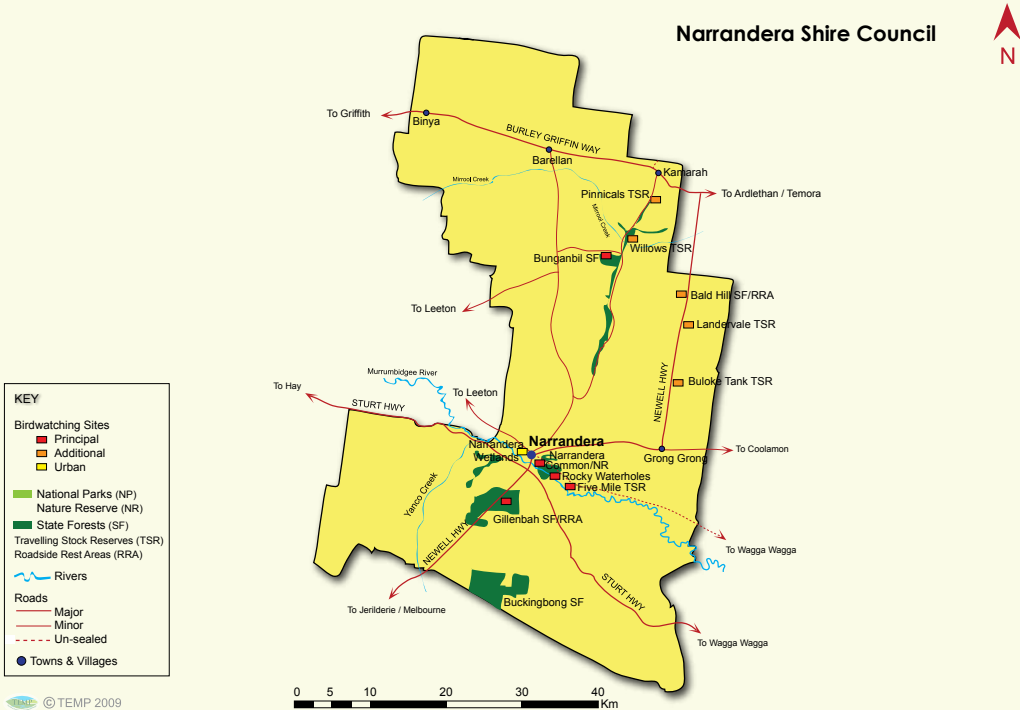 Narrandera Shire Council
N
To Griffith
Binya
BURLEY GRIFFIN WAY
Barellan
Kamarah
Mirrool Creek
Pinnicals TSR
To Ardlethan / Temora
Mirrool Creek
Willows TSR
Bunganbil SF
Bald Hill SF/RRA
To Leeton
Landervale TSR
Murrumbidgee River
To Hay
To Leeton
Buloke Tank TSR
NEWELL HWY
STURT HWY
Narrandera
Narrandera
Wetlands
Narrandera
Common/NR
Grong Grong
To Coolamon
Rocky Waterholes
Five Mile TSR
Yanco Creek
Gillenbah SF/RRA
NEWELL HWY
To Wagga Wagga
STURT HWY
Buckingbong SF
To Jerilderie / Melbourne
To Wagga Wagga
KEY
Birdwatching Sites
Principal
Additional
Urban
National Parks (NP)
Nature Reserve (NR)
State Forests (SF)
Travelling Stock Reserves (TSR)
Roadside Rest Areas (RRA)
Rivers
Roads
Major
Minor
Un-sealed
Towns & Villages
TEMP © TEMP 2009
0 5 10 20 30 40
Km